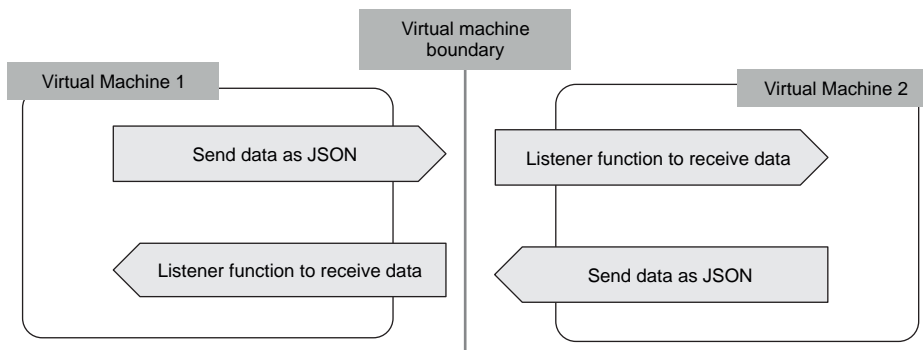 Virtual machine
boundary
Virtual Machine 1
Virtual Machine 2
Send data as JSON
Listener function to receive data
Listener function to receive data
Send data as JSON